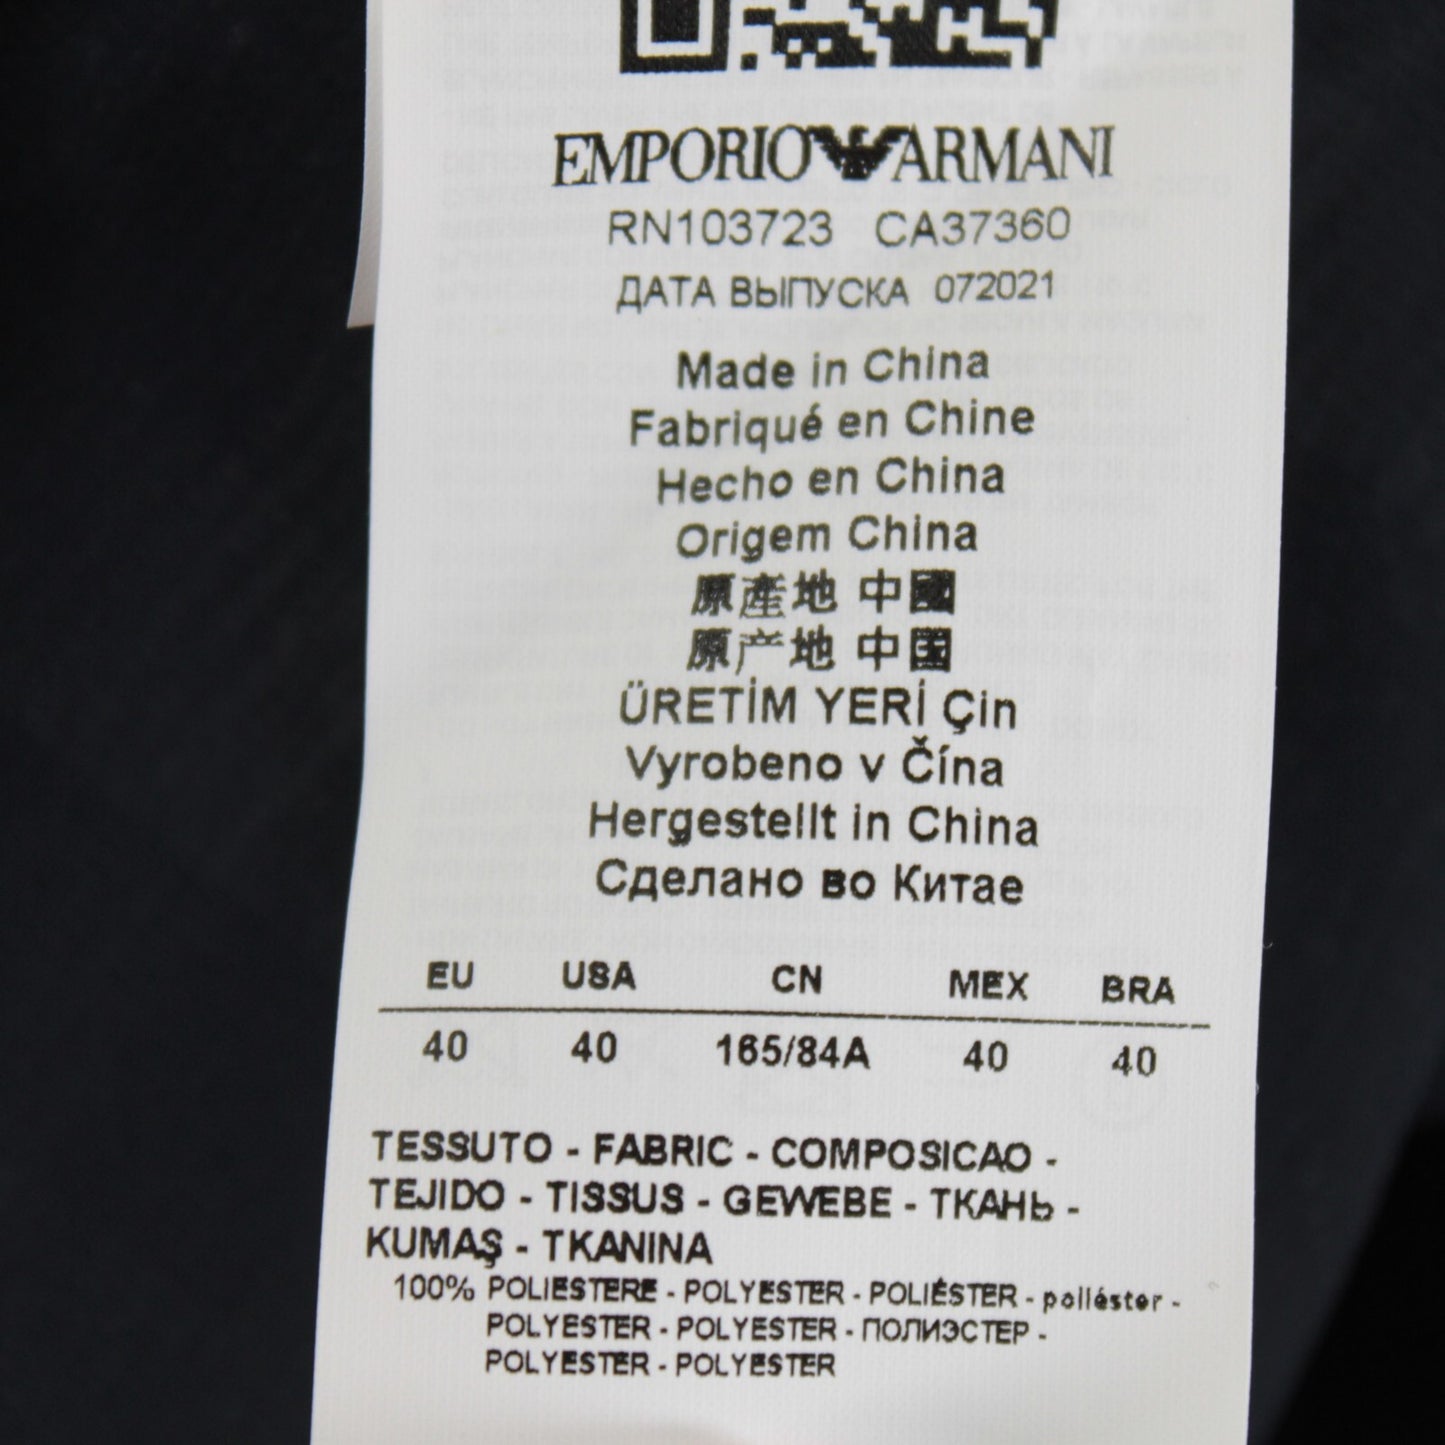 EMPORIO ARMANI
RN103723 CA37360
ДАТА ВЫПУСКА 072021
Made in China
Fabriqué en Chine
Hecho en China
Origem China
原產地 中國
原产地 中国
ÜRETİM YERİ Çin
Vyrobeno v Čína
Hergestellt in China
Сделано во Китае
EU USA CN MEX BRA
40 40 165/84A 40 40
TESSUTO - FABRIC - COMPOSICAO -
TEJIDO - TISSUS - GEWEBE - ТКАНЬ -
KUMAŞ - TKANINA
100% POLIESTERE - POLYESTER - POLIÉSTER - poliéster -
POLYESTER - POLYESTER - ПОЛИЭСТЕР -
POLYESTER - POLYESTER